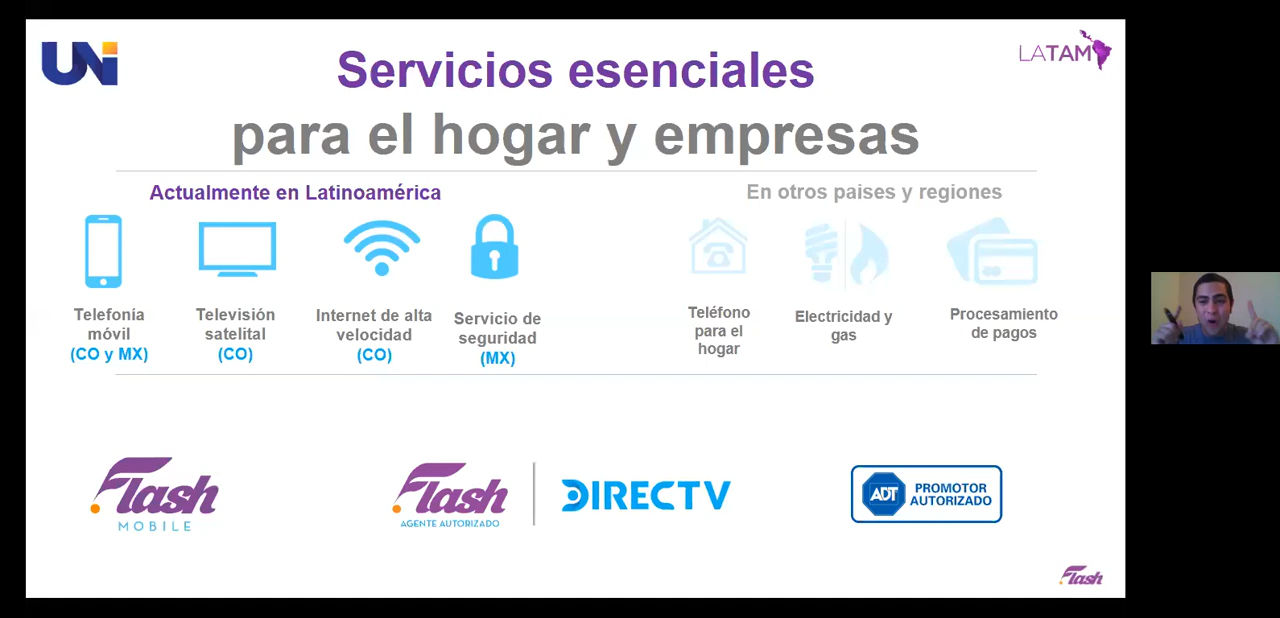 UNi
LATAM
Servicios esenciales
para el hogar y empresas
Actualmente en Latinoamérica
En otros paises y regiones
Telefonía
móvil
(CO y MX)
Televisión
satelital
(CO)
Internet de alta
velocidad
(CO)
Servicio de
seguridad
(MX)
Teléfono
para el
hogar
Electricidad y
gas
Procesamiento
de pagos
Flash
MOBILE
Flash
AGENTE AUTORIZADO
DIRECTV
ADT
PROMOTOR
AUTORIZADO
Flash